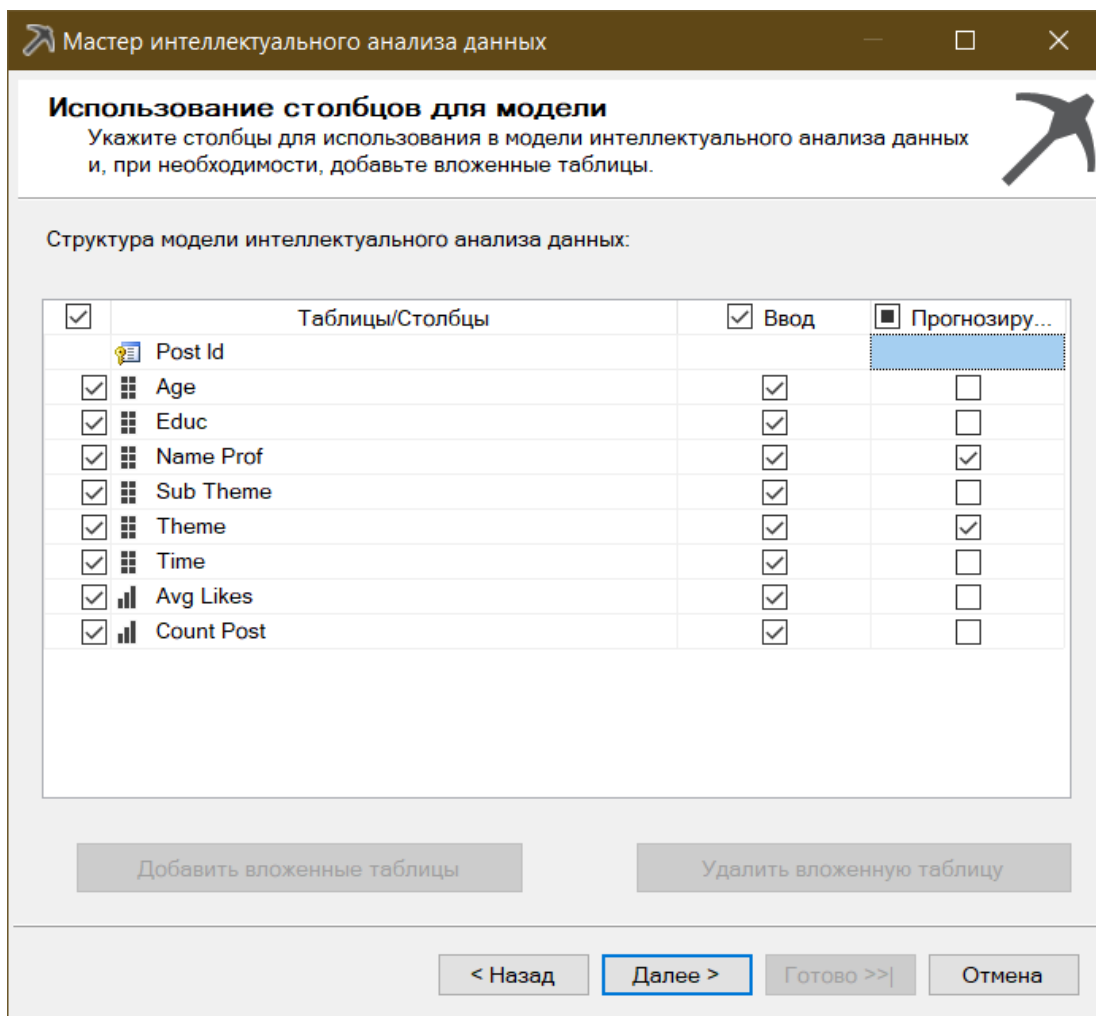 Мастер интеллектуального анализа данных
Использование столбцов для модели
Укажите столбцы для использования в модели интеллектуального анализа данных
и, при необходимости, добавьте вложенные таблицы.
Структура модели интеллектуального анализа данных:
Таблицы/Столбцы Ввод Прогнозиру...
Post Id
Age
Educ
Name Prof
Sub Theme
Theme
Time
Avg Likes
Count Post
Добавить вложенные таблицы Удалить вложенную таблицу
< Назад Далее > Готово >>| Отмена